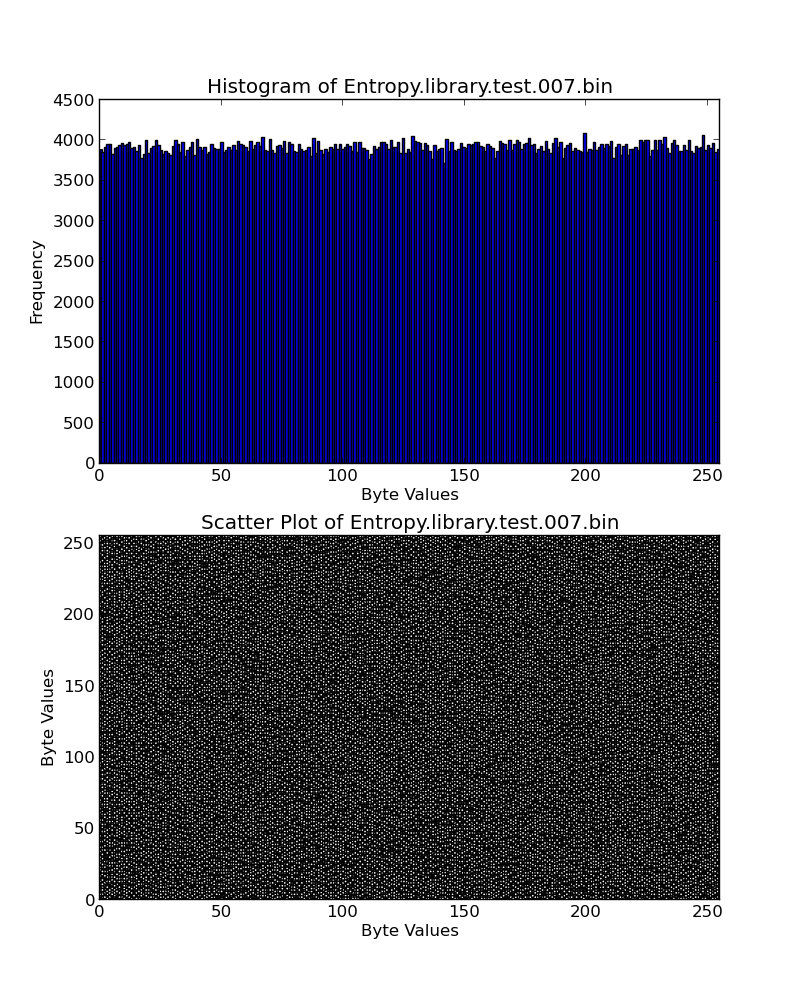 Histogram of Entropy.library.test.007.bin
4500
4000
3500
3000
2500
2000
1500
1000
500
0
Frequency
0 50 100 150 200 250
Byte Values
Scatter Plot of Entropy.library.test.007.bin
250
200
150
100
50
0
Byte Values
0 50 100 150 200 250
Byte Values